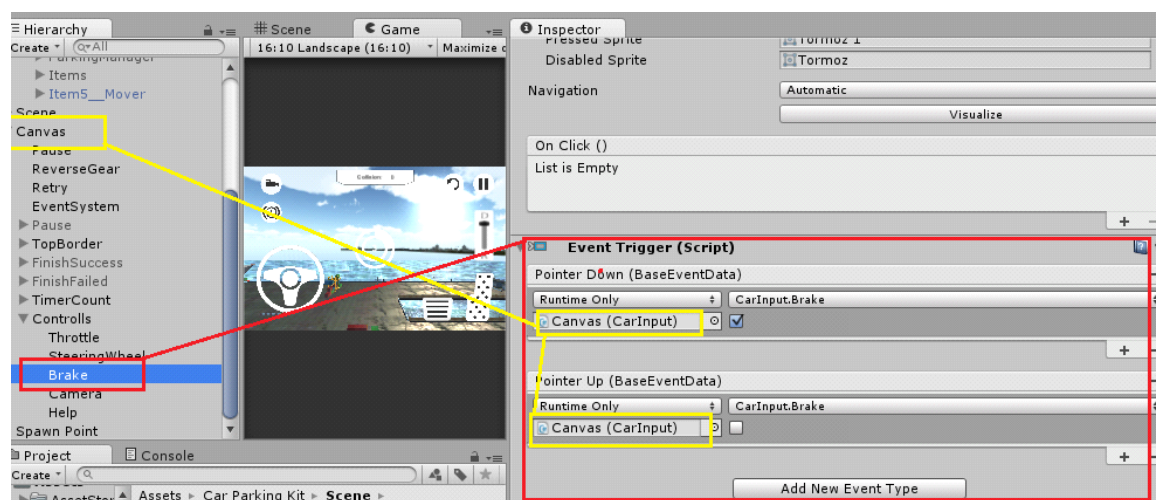 Hierarchy
Create
All
ParkingManager
Items
Item5__Mover
Scene
Canvas
Pause
ReverseGear
Retry
EventSystem
Pause
TopBorder
FinishSuccess
FinishFailed
TimerCount
Controlls
Throttle
SteeringWheel
Brake
Camera
Help
Spawn Point
Scene
Game
16:10 Landscape (16:10)
Maximize
Collision: 0
Inspector
Pressed Sprite
Tormoz 1
Disabled Sprite
Tormoz
Navigation
Automatic
Visualize
On Click ()
List is Empty
Event Trigger (Script)
Pointer Down (BaseEventData)
Runtime Only
CarInput.Brake
Canvas (CarInput)
Pointer Up (BaseEventData)
Runtime Only
CarInput.Brake
Canvas (CarInput)
Add New Event Type
Project
Console
Create
Assets
Car Parking Kit
Scene